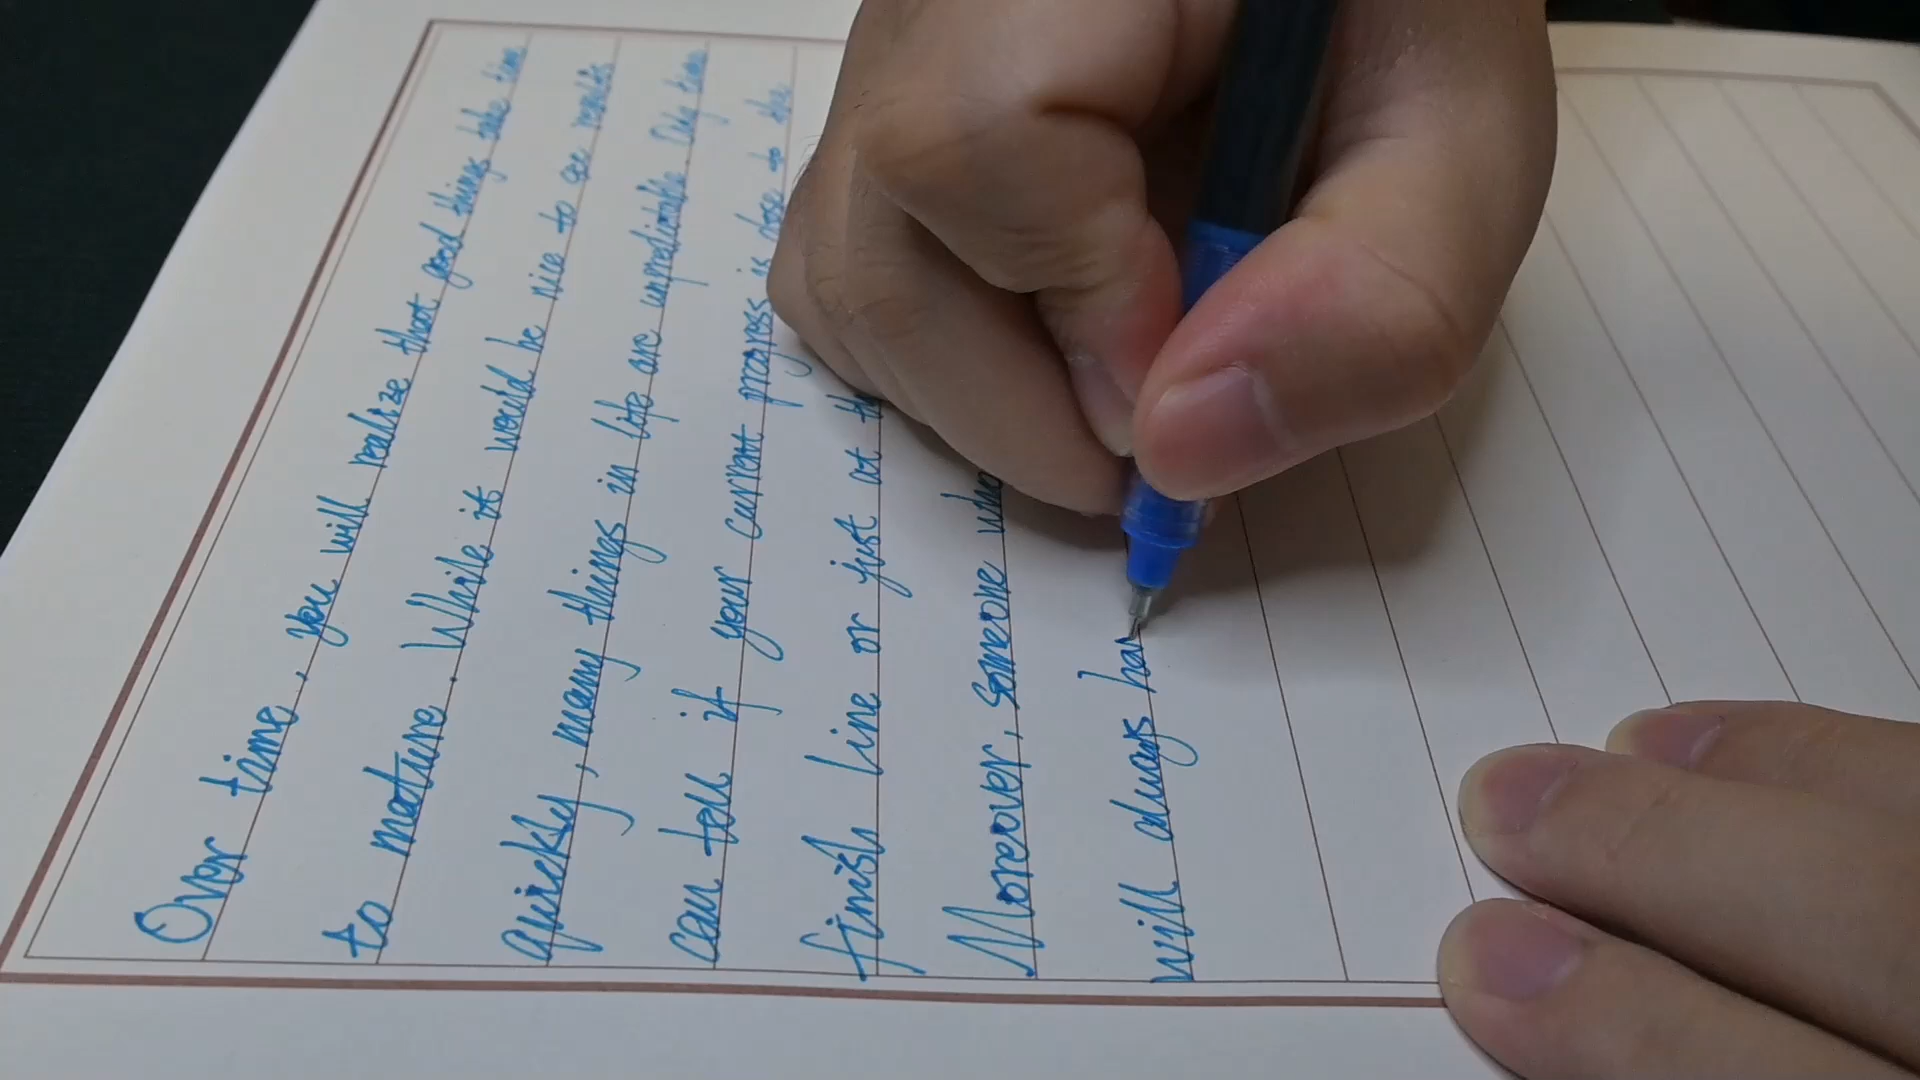 Over time, you will realize that good things take time
to mature. While it would be nice to see results
quickly, many things in life are unpredictable. Only time
can tell if your current progress is close to the
finish line or just at
Moreover, someone who
will always